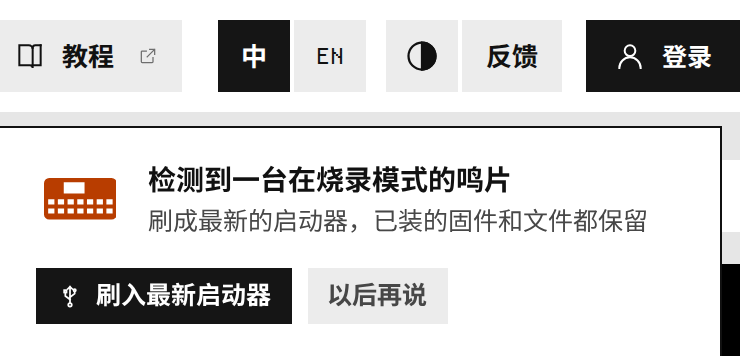 教程 中 EN 反馈 登录
检测到一台在烧录模式的鸣片
刷成最新的启动器，已装的固件和文件都保留
刷入最新启动器 以后再说